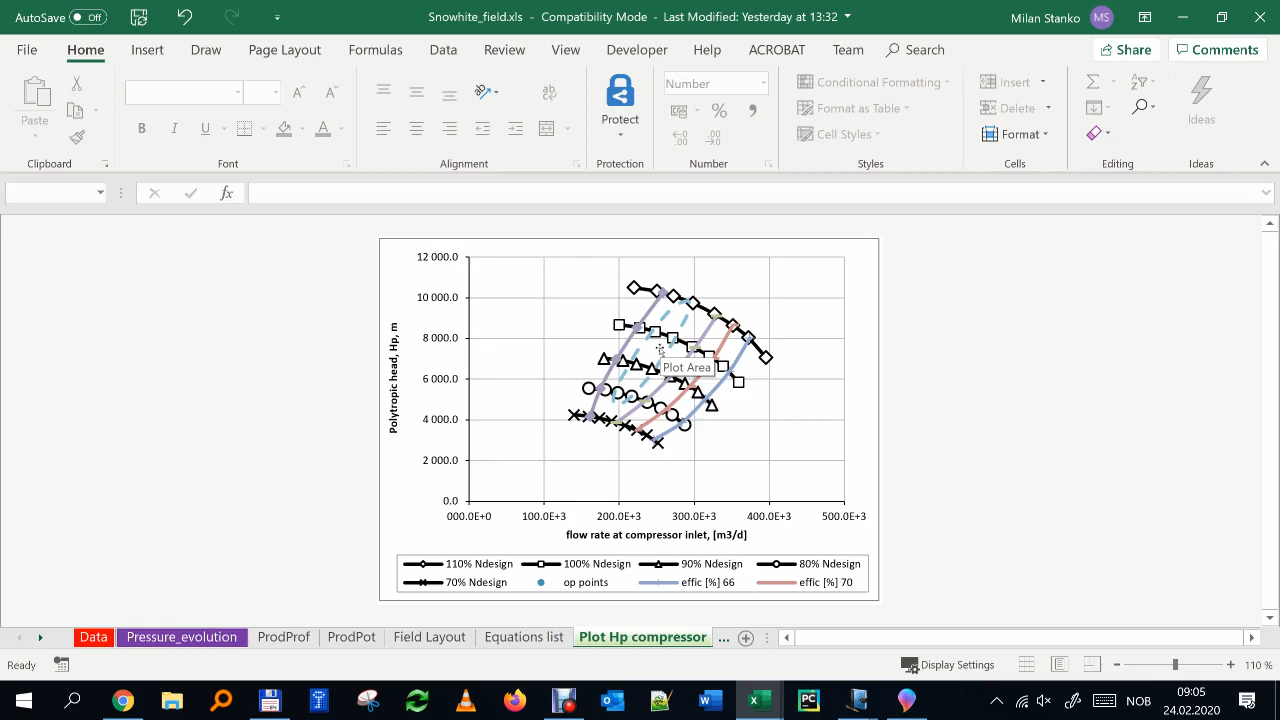 AutoSave Off
Snowhite_field.xls - Compatibility Mode - Last Modified: Yesterday at 13:32
Milan Stanko MS
File Home Insert Draw Page Layout Formulas Data Review View Developer Help ACROBAT Team Search Share Comments
Paste
B I U A
Protect
Number
% 
Conditional Formatting
Format as Table
Cell Styles
Insert
Delete
Format
Ideas
Clipboard Font Alignment Protection Number Styles Cells Editing Ideas
fx
12 000.0
10 000.0
8 000.0
6 000.0
4 000.0
2 000.0
0.0
Polytropic head, Hp, m
Plot Area
000.0E+0 100.0E+3 200.0E+3 300.0E+3 400.0E+3 500.0E+3
flow rate at compressor inlet, [m3/d]
110% Ndesign 100% Ndesign 90% Ndesign 80% Ndesign
70% Ndesign op points effic [%] 66 effic [%] 70
Data Pressure_evolution ProdProf ProdPot Field Layout Equations list Plot Hp compressor ...
Ready Display Settings 110 %
NOB 09:05
24.02.2020